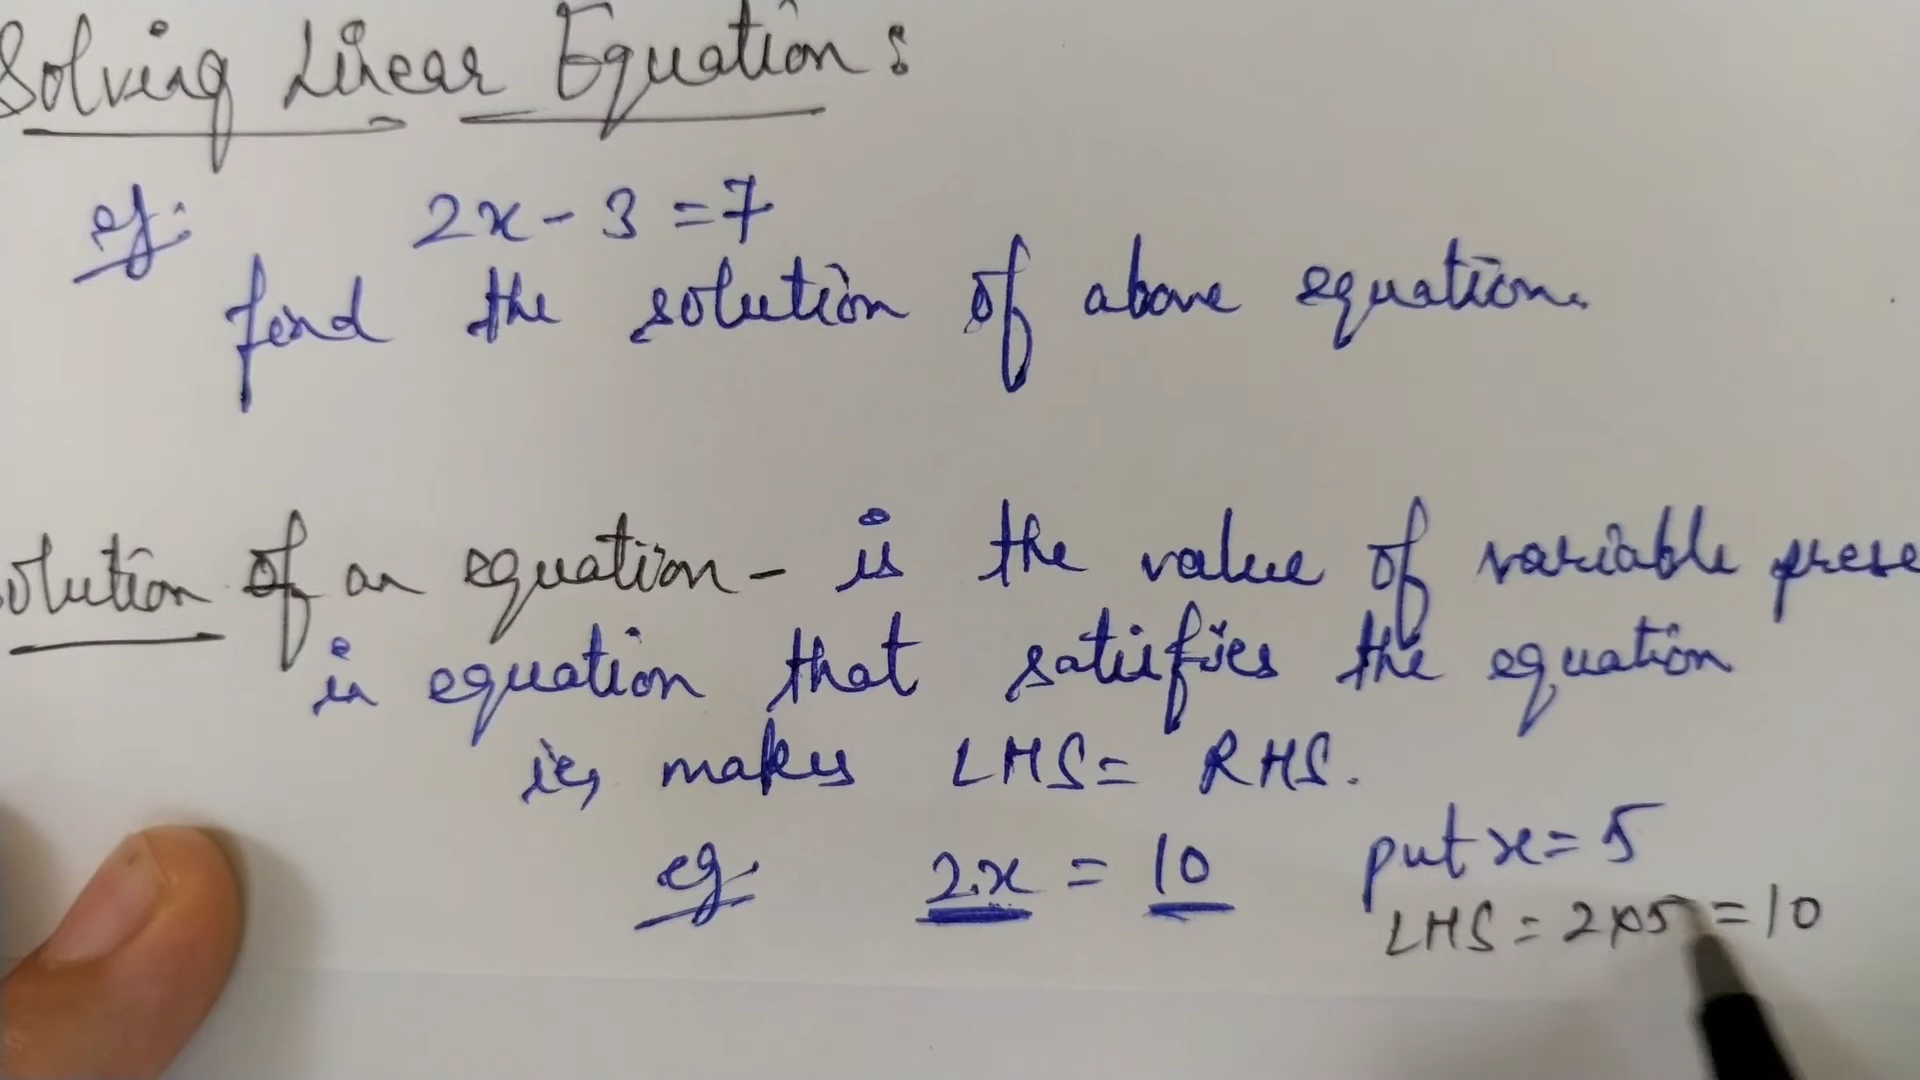 Solving Linear Equation:
eg: 2x - 3 = 7
find the solution of above equation.
olution of an equation - is the value of variable prese
in equation that satisfies the equation
ie, makes LHS = RHS.
eg 2x = 10 put x = 5
LHS = 2×5 = 10